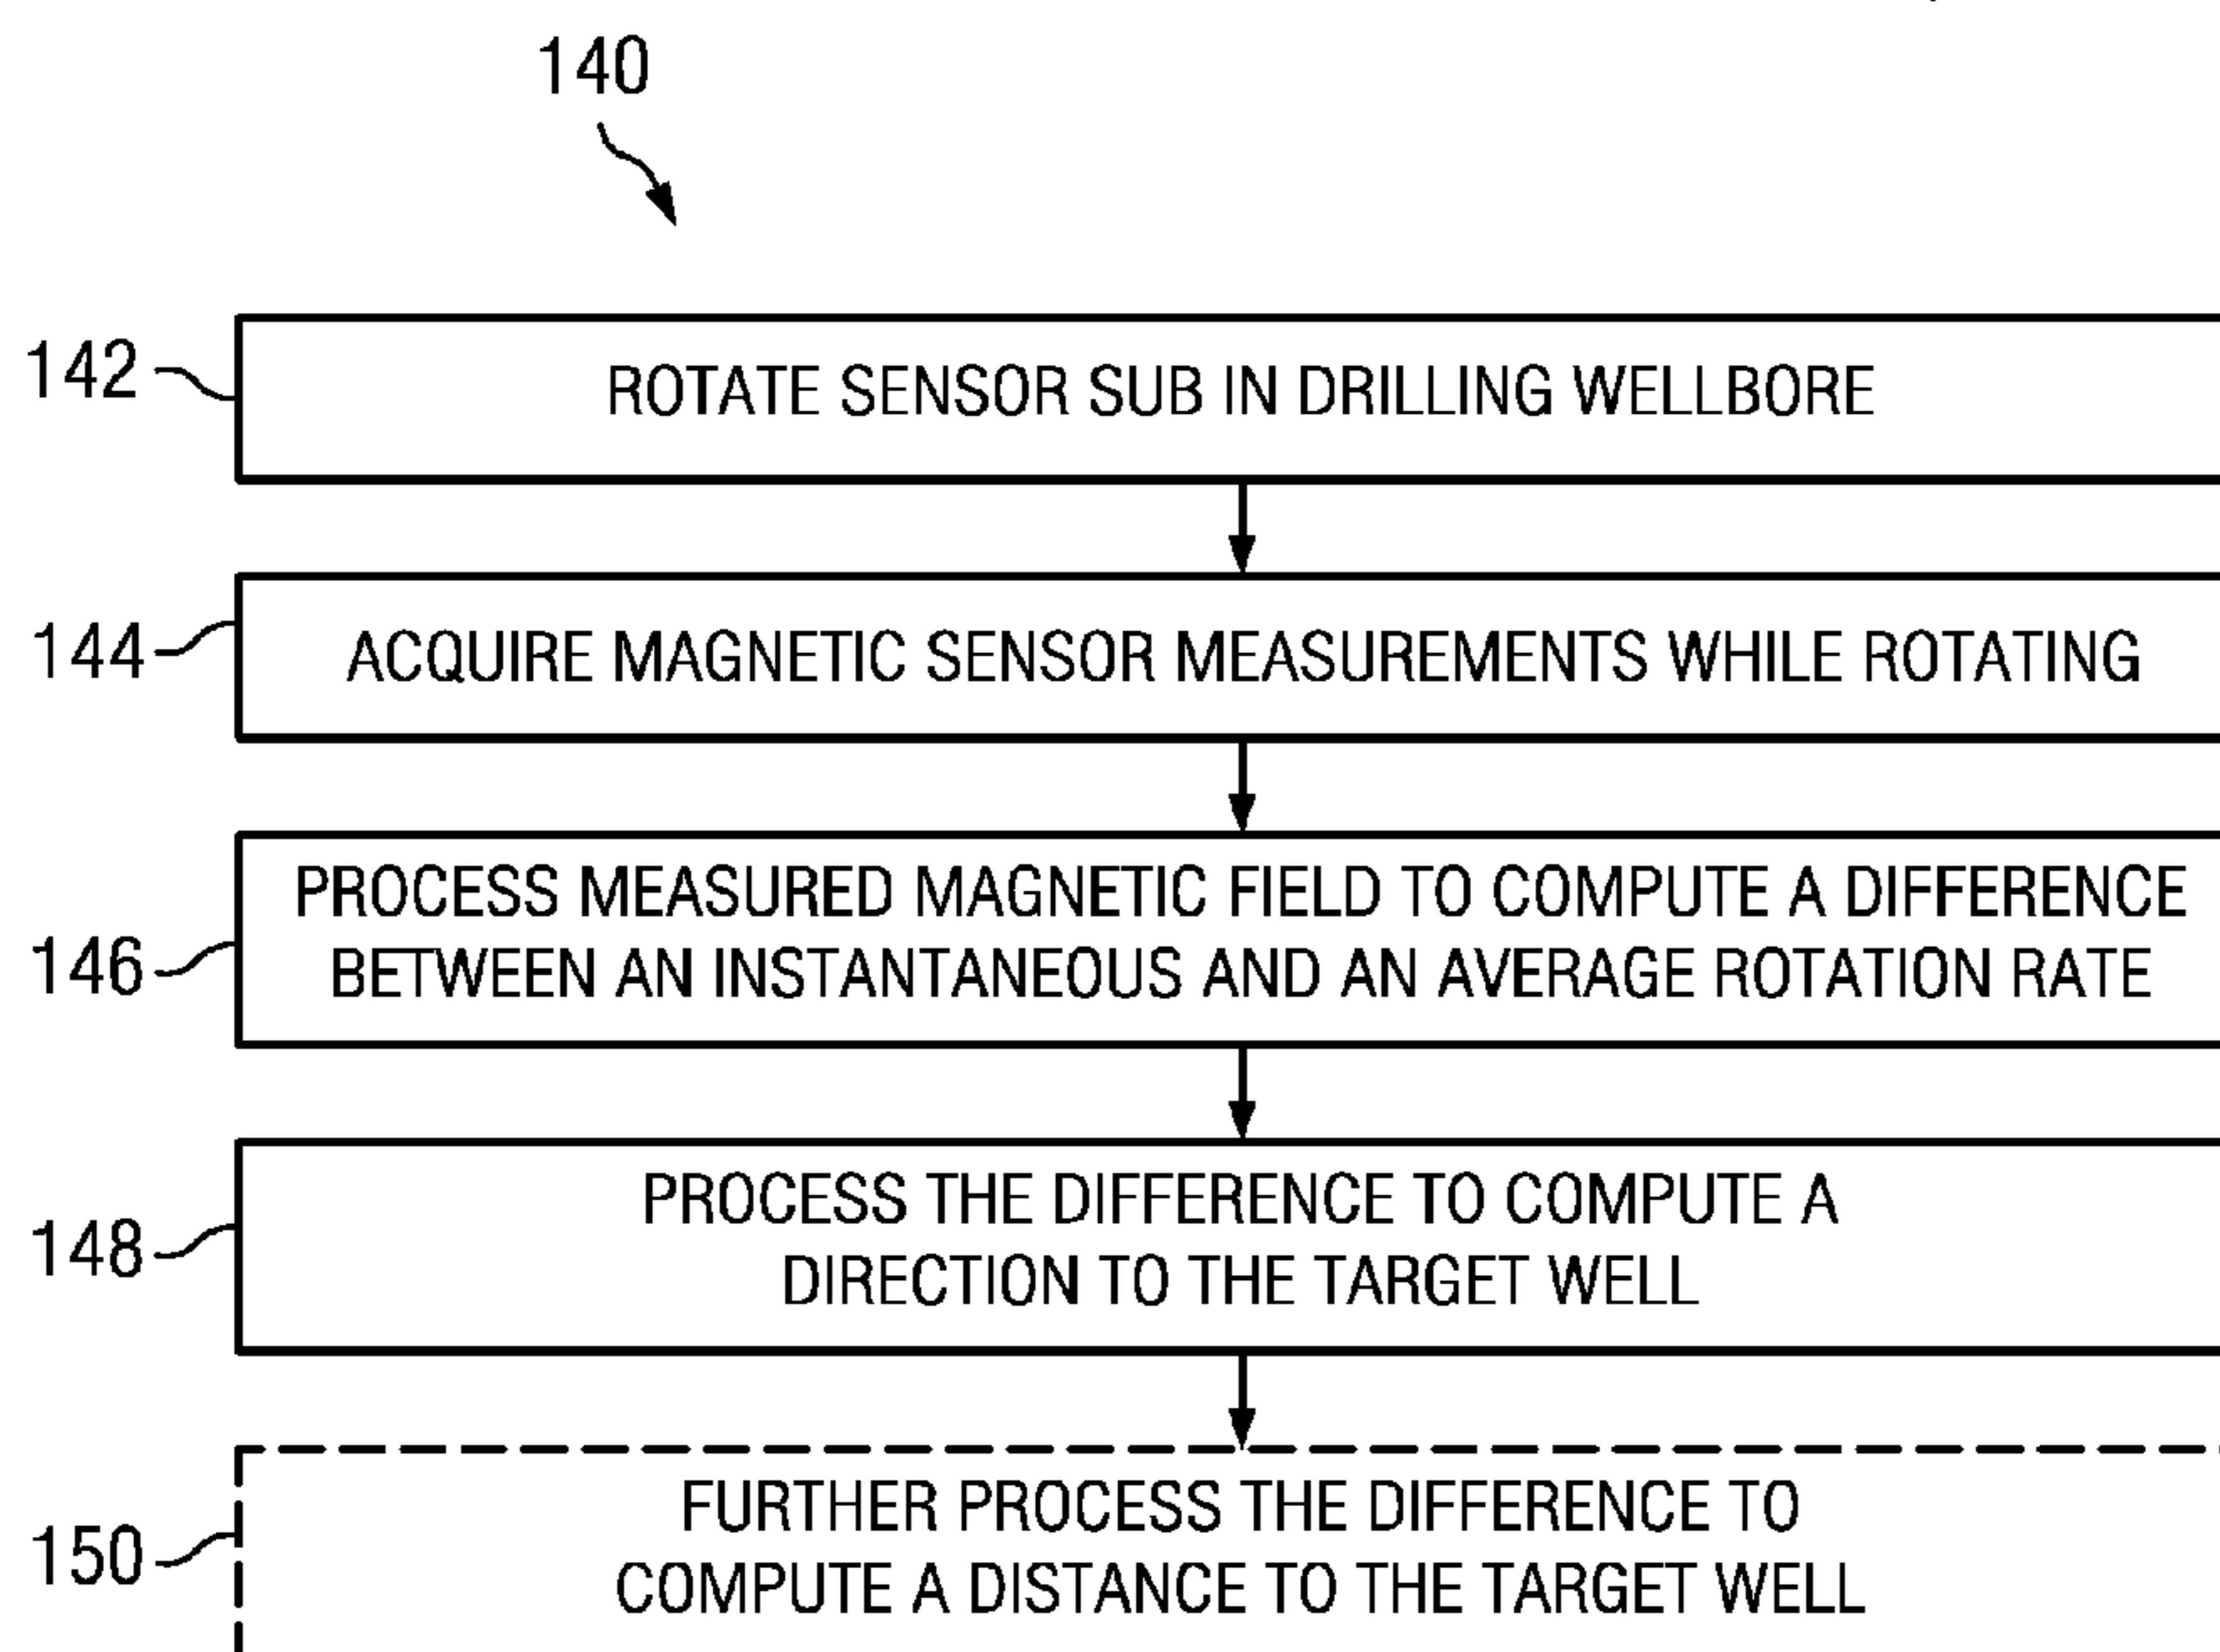 140
142
ROTATE SENSOR SUB IN DRILLING WELLBORE
144
ACQUIRE MAGNETIC SENSOR MEASUREMENTS WHILE ROTATING
146
PROCESS MEASURED MAGNETIC FIELD TO COMPUTE A DIFFERENCE
BETWEEN AN INSTANTANEOUS AND AN AVERAGE ROTATION RATE
148
PROCESS THE DIFFERENCE TO COMPUTE A
DIRECTION TO THE TARGET WELL
150
FURTHER PROCESS THE DIFFERENCE TO
COMPUTE A DISTANCE TO THE TARGET WELL